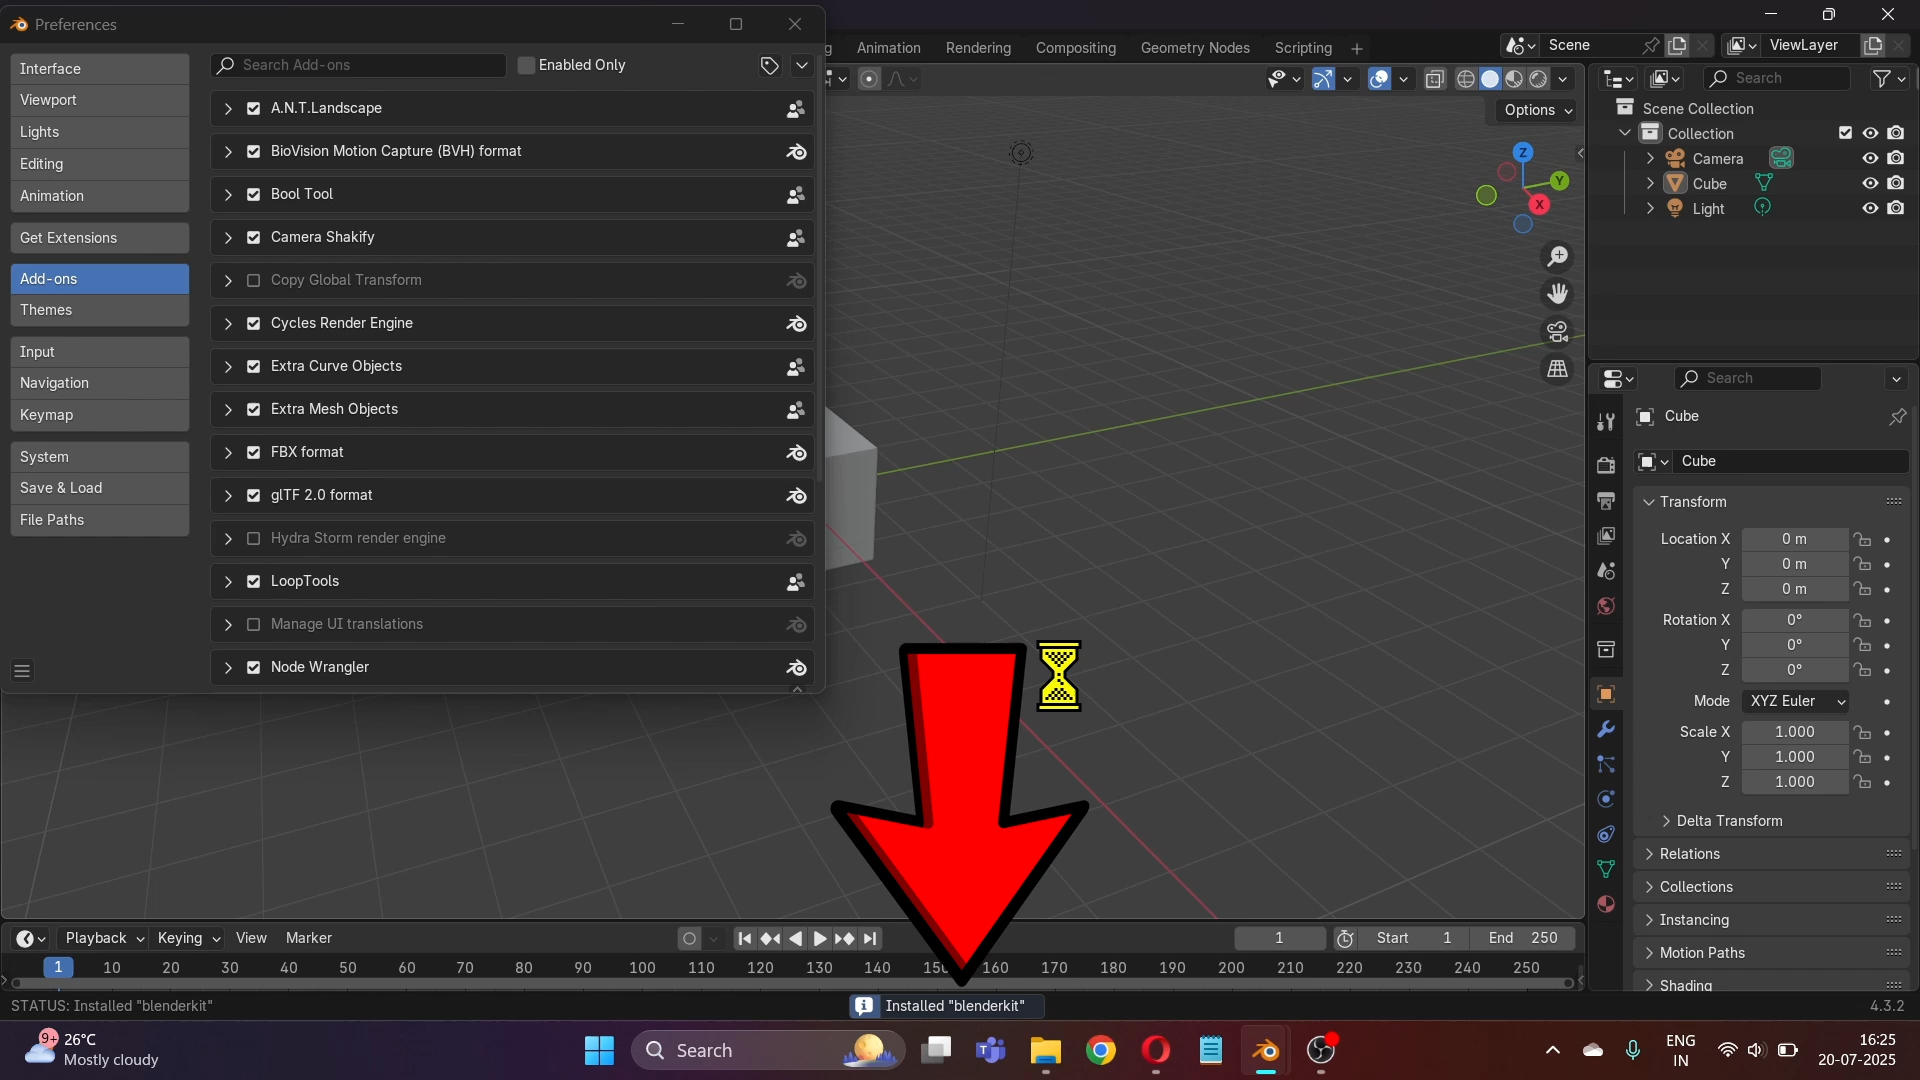 Preferences
Interface
Viewport
Lights
Editing
Animation
Get Extensions
Add-ons
Themes
Input
Navigation
Keymap
System
Save & Load
File Paths
Search Add-ons
Enabled Only
A.N.T.Landscape
BioVision Motion Capture (BVH) format
Bool Tool
Camera Shakify
Copy Global Transform
Cycles Render Engine
Extra Curve Objects
Extra Mesh Objects
FBX format
glTF 2.0 format
Hydra Storm render engine
LoopTools
Manage UI translations
Node Wrangler
Animation Rendering Compositing Geometry Nodes Scripting
Scene
ViewLayer
Options
Z
Y
X
Search
Scene Collection
Collection
Camera
Cube
Light
Search
Cube
Cube
Transform
Location X 0 m
Y 0 m
Z 0 m
Rotation X 0°
Y 0°
Z 0°
Mode XYZ Euler
Scale X 1.000
Y 1.000
Z 1.000
Delta Transform
Relations
Collections
Instancing
Motion Paths
Shading
Playback Keying View Marker
1 Start 1 End 250
1 10 20 30 40 50 60 70 80 90 100 110 120 130 140 150 160 170 180 190 200 210 220 230 240 250
STATUS: Installed "blenderkit"
Installed "blenderkit"
4.3.2
9+
26°C
Mostly cloudy
Search
ENG
IN
16:25
20-07-2025